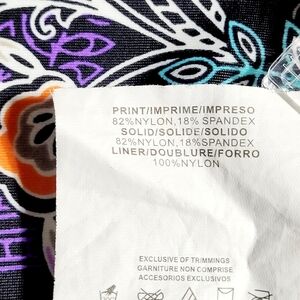 PRINT/IMPRIME/IMPRESO
82%NYLON,18%SPANDEX
SOLID/SOLIDE/SOLIDO
82%NYLON,18%SPANDEX
LINER/DOUBLURE/FORRO
100%NYLON
EXCLUSIVE OF TRIMMINGS
GARNITURE NON COMPRISE
ACCESORIOS EXCLUSIVOS